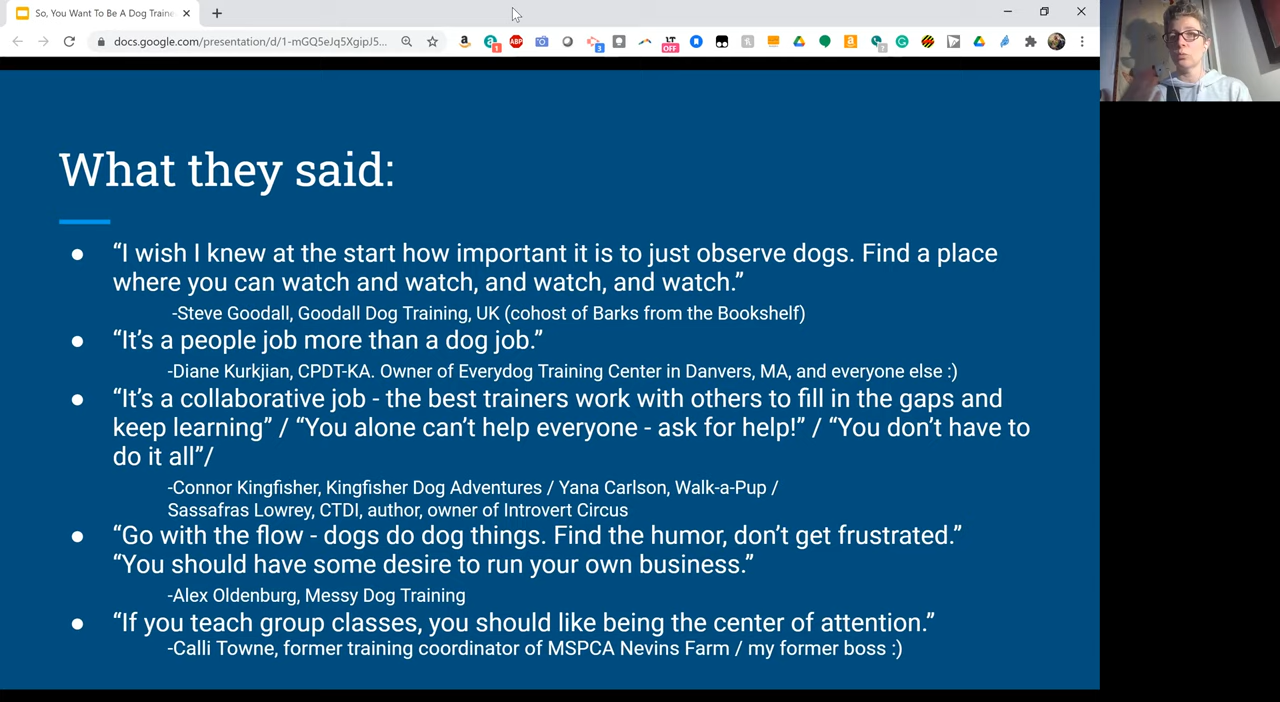 So, You Want To Be A Dog Traine
docs.google.com/presentation/d/1-mGQ5eJq5XgipJ5...
1
ABP
3
LT
OFF
?
What they said:
● “I wish I knew at the start how important it is to just observe dogs. Find a place
where you can watch and watch, and watch, and watch.”
-Steve Goodall, Goodall Dog Training, UK (cohost of Barks from the Bookshelf)
● “It’s a people job more than a dog job.”
-Diane Kurkjian, CPDT-KA. Owner of Everydog Training Center in Danvers, MA, and everyone else :)
● “It’s a collaborative job - the best trainers work with others to fill in the gaps and
keep learning” / “You alone can’t help everyone - ask for help!” / “You don’t have to
do it all”/
-Connor Kingfisher, Kingfisher Dog Adventures / Yana Carlson, Walk-a-Pup /
Sassafras Lowrey, CTDI, author, owner of Introvert Circus
● “Go with the flow - dogs do dog things. Find the humor, don’t get frustrated.”
“You should have some desire to run your own business.”
-Alex Oldenburg, Messy Dog Training
● “If you teach group classes, you should like being the center of attention.”
-Calli Towne, former training coordinator of MSPCA Nevins Farm / my former boss :)